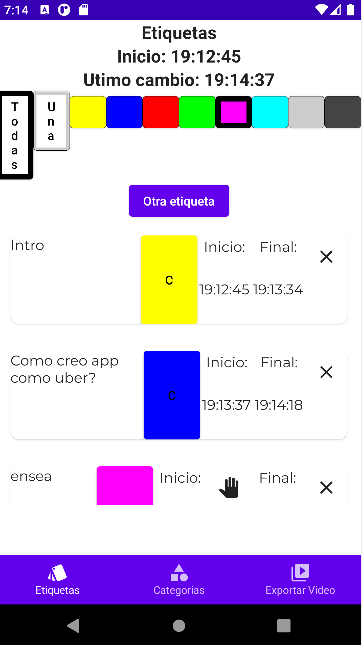 7:14
Etiquetas
Inicio: 19:12:45
Utimo cambio: 19:14:37
Todas
Una
Otra etiqueta
Intro
C
Inicio: Final:
19:12:45 19:13:34
Como creo app
como uber?
C
Inicio: Final:
19:13:37 19:14:18
ensea
Inicio: Final:
Etiquetas Categorias Exportar Video